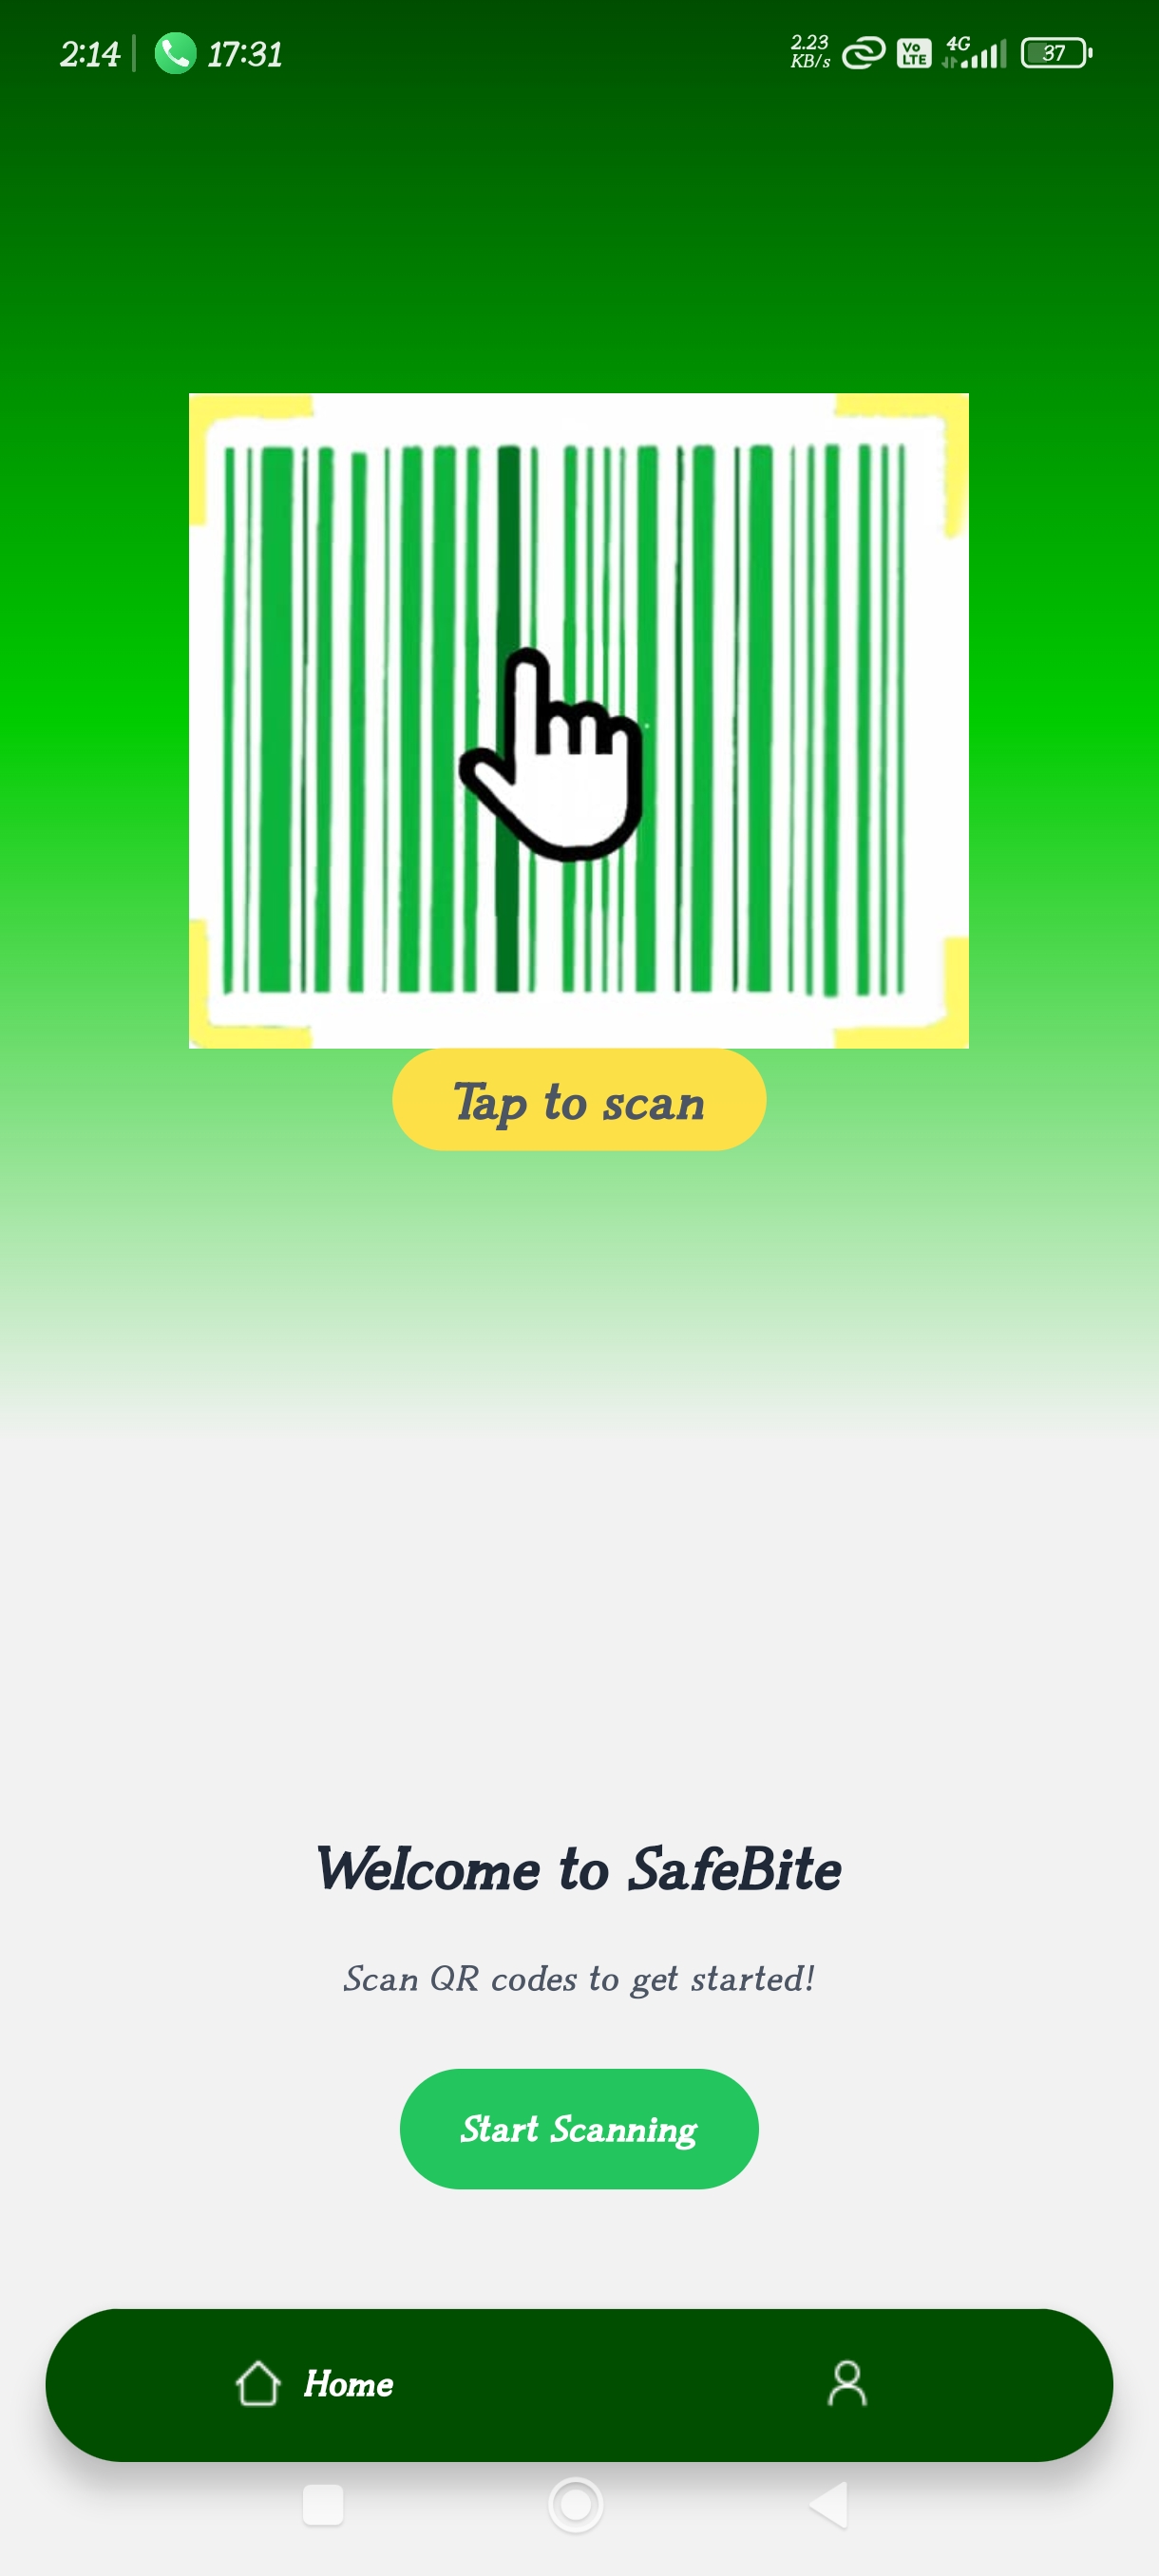 2:14 17:31 2.23 KB/s Vo LTE 4G 37
Tap to scan
Welcome to SafeBite
Scan QR codes to get started!
Start Scanning
Home